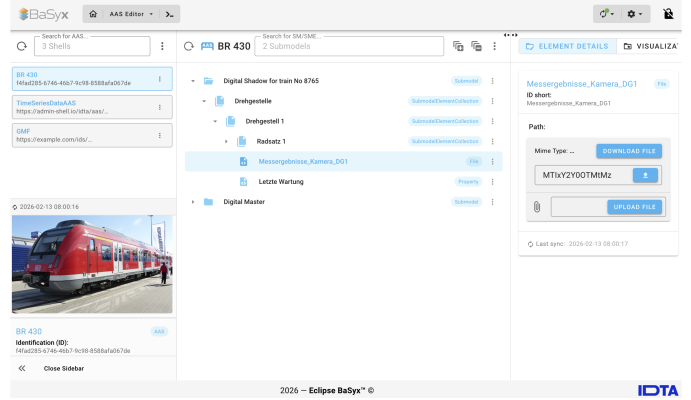 BaSyx
AAS Editor
Search for AAS...
3 Shells
BR 430
f4fad285-6746-46b7-9c98-8588afa067de
TimeSeriesDataAAS
https://admin-shell.io/idta/aas/...
GMF
https://example.com/ids/...
2026-02-13 08:00:16
BR 430
AAS
Identification (ID):
f4fad285-6746-46b7-9c98-8588afa067de
Close Sidebar
BR 430
Search for SM/SME...
2 Submodels
Digital Shadow for train No 8765
Submodel
Drehgestelle
SubmodelElementCollection
Drehgestell 1
SubmodelElementCollection
Radsatz 1
SubmodelElementCollection
Messergebnisse_Kamera_DG1
File
Letzte Wartung
Property
Digital Master
Submodel
ELEMENT DETAILS
VISUALIZAT
Messergebnisse_Kamera_DG1
File
ID short:
Messergebnisse_Kamera_DG1
Path:
Mime Type: ...
DOWNLOAD FILE
MTIxY2Y0OTMtMz
UPLOAD FILE
Last sync: 2026-02-13 08:00:17
2026 — Eclipse BaSyx™ ©
IDTA